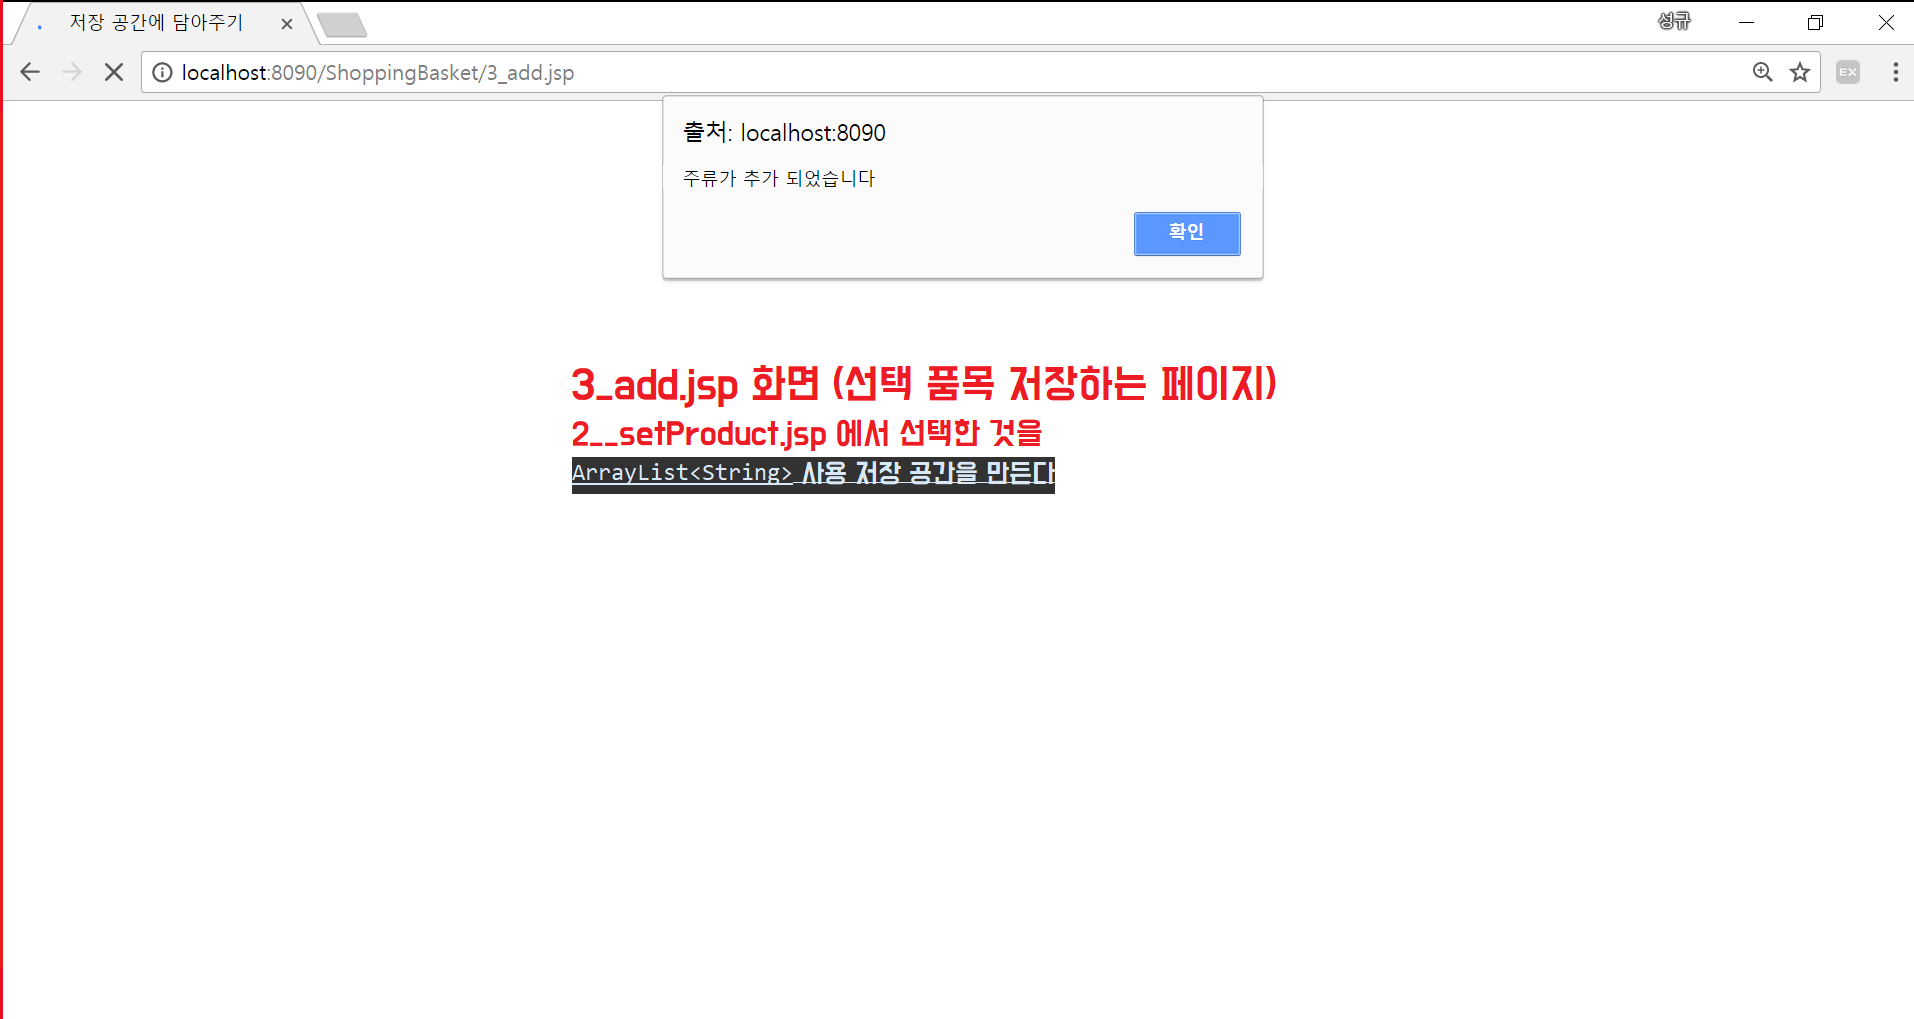 저장 공간에 담아주기
성규
localhost:8090/ShoppingBasket/3_add.jsp
EX
출처: localhost:8090
주류가 추가 되었습니다
확인
3_add.jsp 화면 (선택 품목 저장하는 페이지)
2__setProduct.jsp 에서 선택한 것을
ArrayList<String> 사용 저장 공간을 만든다